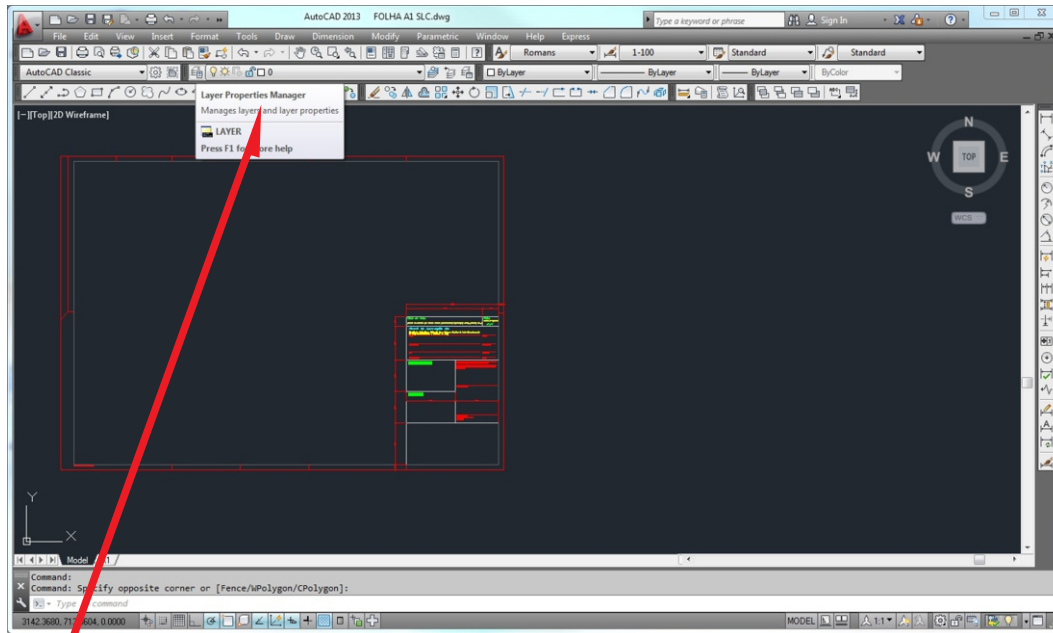 AutoCAD 2013 FOLHA A1 SLC.dwg
Type a keyword or phrase
Sign In
File Edit View Insert Format Tools Draw Dimension Modify Parametric Window Help Express
Romans 1-100 Standard Standard
AutoCAD Classic 0 ByLayer ByLayer ByLayer ByColor
Layer Properties Manager
Manages layers and layer properties
LAYER
Press F1 for more help
[-][Top][2D Wireframe]
N
W TOP E
S
WCS
Y
X
Model
Command:
Command: Specify opposite corner or [Fence/WPolygon/CPolygon]:
Type a command
MODEL 1:1